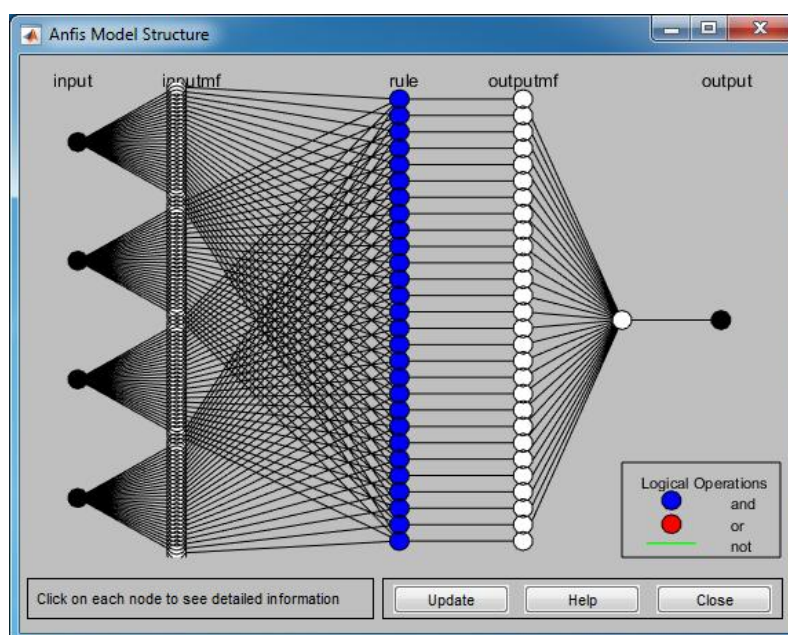 Anfis Model Structure
input inputmf rule outputmf output
Logical Operations
and
or
not
Click on each node to see detailed information
Update Help Close